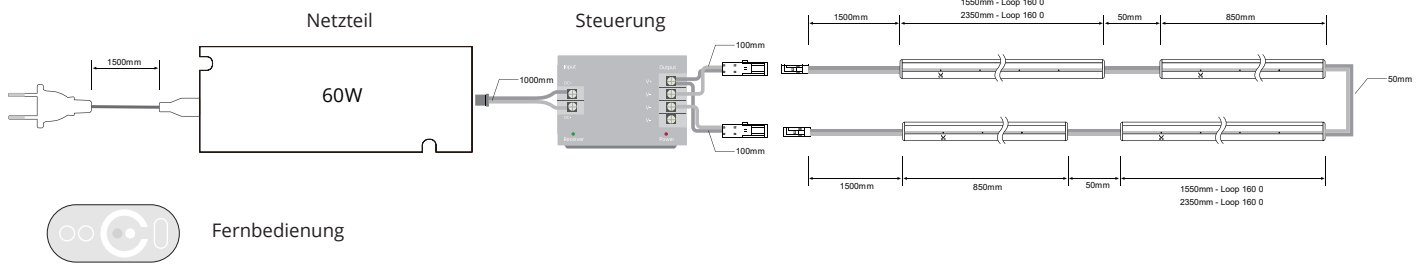 Netzteil
Steuerung
1550mm - Loop 160 0
2350mm - Loop 160 0
1500mm
50mm
850mm
1500mm
60W
1000mm
Input
Output
V+
V-
V+
V-
Receiver
Power
100mm
100mm
50mm
1500mm
850mm
50mm
1550mm - Loop 160 0
2350mm - Loop 160 0
Fernbedienung